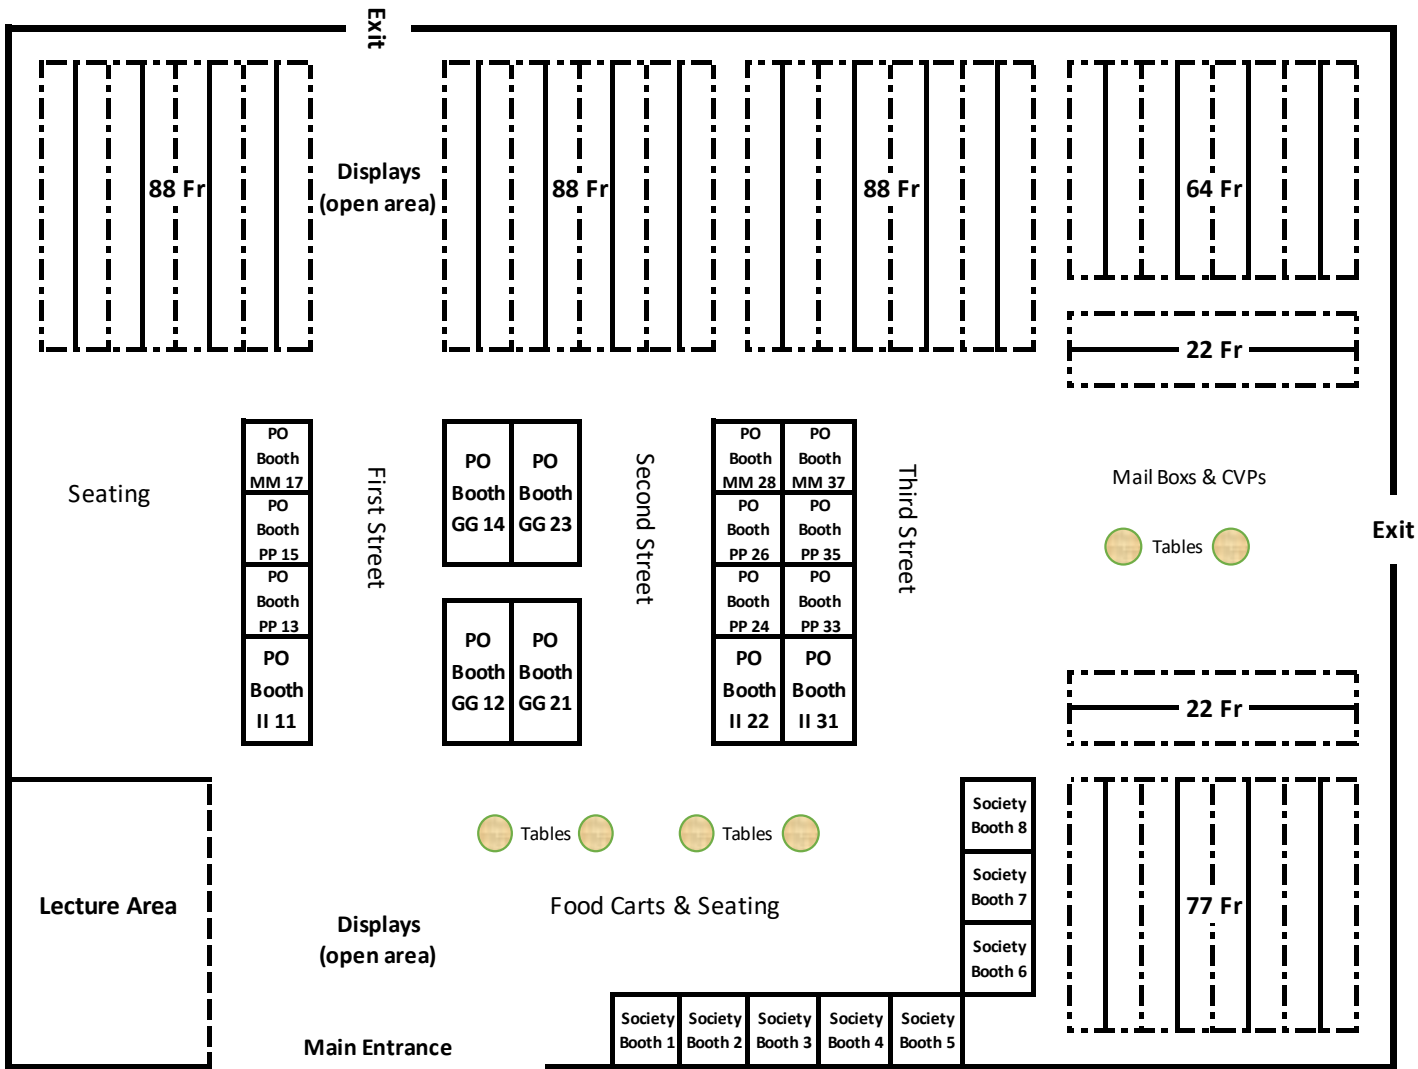 Exit
88 Fr
Displays
(open area)
88 Fr
88 Fr
64 Fr
22 Fr
Seating
PO
Booth
MM 17
PO
Booth
PP 15
PO
Booth
PP 13
PO
Booth
II 11
First Street
PO
Booth
GG 14
PO
Booth
GG 23
PO
Booth
GG 12
PO
Booth
GG 21
Second Street
PO
Booth
MM 28
PO
Booth
MM 37
PO
Booth
PP 26
PO
Booth
PP 35
PO
Booth
PP 24
PO
Booth
PP 33
PO
Booth
II 22
PO
Booth
II 31
Third Street
Mail Boxs & CVPs
Tables
Exit
22 Fr
Lecture Area
Tables
Tables
Food Carts & Seating
Displays
(open area)
Main Entrance
Society
Booth 8
Society
Booth 7
Society
Booth 6
Society
Booth 1
Society
Booth 2
Society
Booth 3
Society
Booth 4
Society
Booth 5
77 Fr